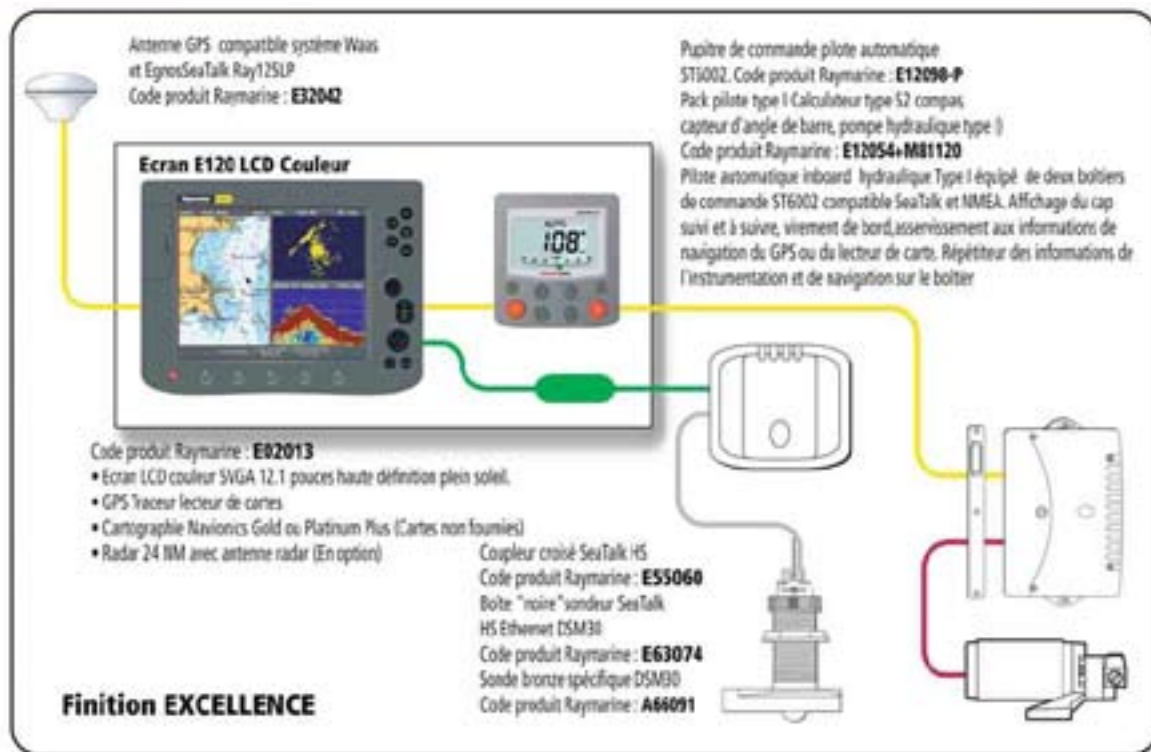 Antenne GPS compatible système Waas
et EgnosSeaTalk Ray125LP
Code produit Raymarine : E32042
Pupitre de commande pilote automatique
ST6002. Code produit Raymarine : E12098-P
Pack pilote type I Calculateur type S2 compas,
capteur d'angle de barre, pompe hydraulique type I)
Code produit Raymarine : E12054+M81120
Pilote automatique inboard hydraulique Type I équipé de deux boîtiers
de commande ST6002 compatible SeaTalk et NMEA. Affichage du cap
suivi et à suivre, virement de bord,asservissement aux informations de
navigation du GPS ou du lecteur de carte. Répétiteur des informations de
l'instrumentation et de navigation sur le boîtier
Ecran E120 LCD Couleur
AUTO
108°
Code produit Raymarine : E02013
• Ecran LCD couleur SVGA 12.1 pouces haute définition plein soleil.
• GPS Traceur lecteur de cartes
• Cartographie Navionics Gold ou Platinum Plus (Cartes non fournies)
• Radar 24 NM avec antenne radar (En option)
Coupleur croisé SeaTalk HS
Code produit Raymarine : E55060
Boite "noire" sondeur SeaTalk
HS Ethernet DSM30
Code produit Raymarine : E63074
Sonde bronze spécifique DSM30
Code produit Raymarine : A66091
Finition EXCELLENCE